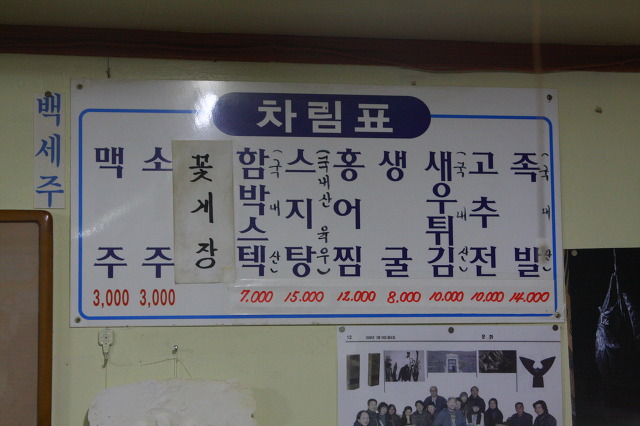 백세주
차림표
맥주
소주
꽃게장
함박스텍
(국내산)
스지탕
(국내산 육우)
홍어찜
생굴
새우튀김
(국내산)
고추전
족발
(국내산)
3,000 3,000 7.000 15.000 12.000 8,000 10.000 10,000 14.000
12
문화